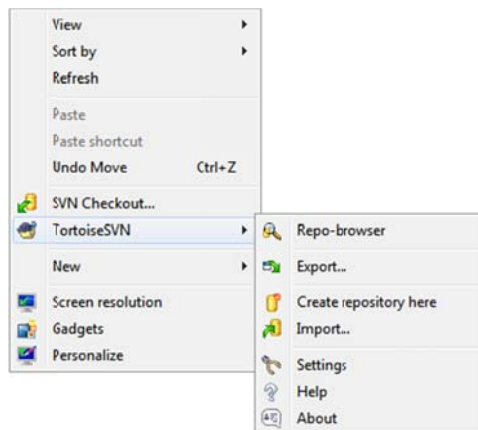 View
Sort by
Refresh
Paste
Paste shortcut
Undo Move Ctrl+Z
SVN Checkout...
TortoiseSVN
New
Screen resolution
Gadgets
Personalize
Repo-browser
Export...
Create repository here
Import...
Settings
Help
About